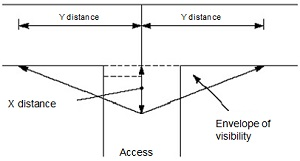 Y distance
Y distance
X distance
Envelope of
visibility
Access